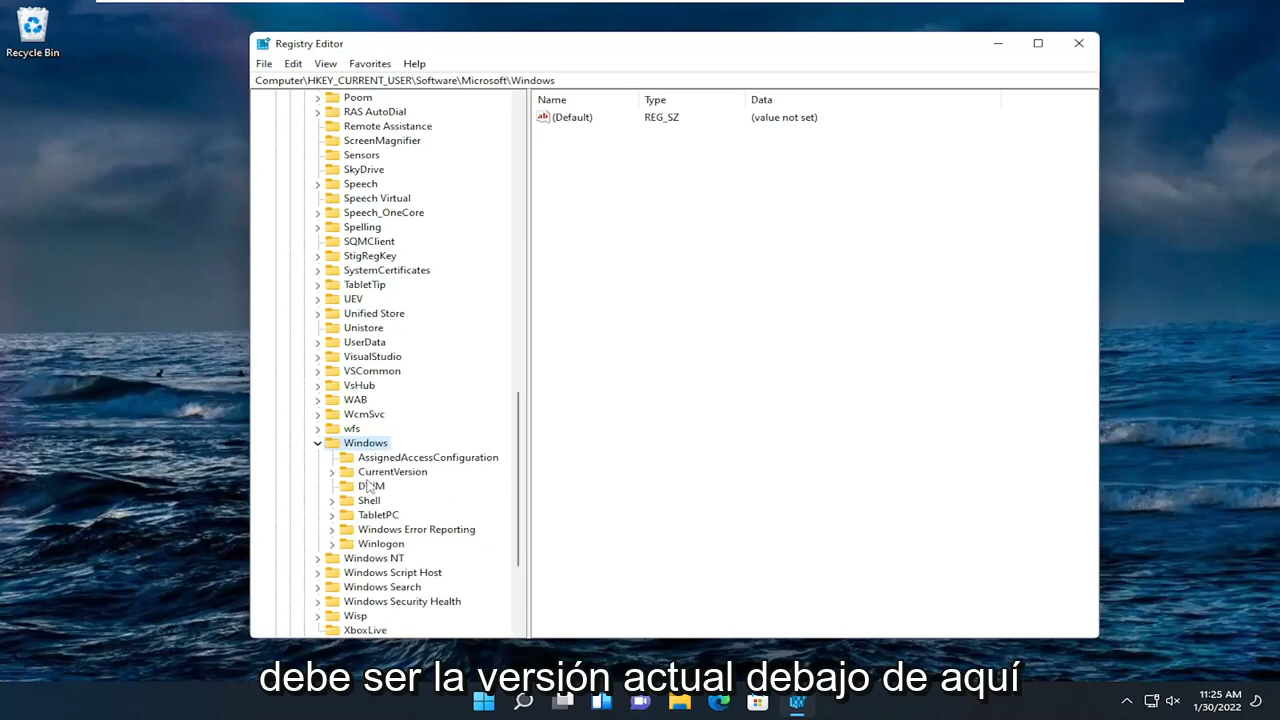 Recycle Bin
Registry Editor
File Edit View Favorites Help
Computer\HKEY_CURRENT_USER\Software\Microsoft\Windows
Name Type Data
(Default) REG_SZ (value not set)
Poom
RAS AutoDial
Remote Assistance
ScreenMagnifier
Sensors
SkyDrive
Speech
Speech Virtual
Speech_OneCore
Spelling
SQMClient
StigRegKey
SystemCertificates
TabletTip
UEV
Unified Store
Unistore
UserData
VisualStudio
VSCommon
VsHub
WAB
WcmSvc
wfs
Windows
AssignedAccessConfiguration
CurrentVersion
Shell
TabletPC
Windows Error Reporting
Winlogon
Windows NT
Windows Script Host
Windows Search
Windows Security Health
Wisp
XboxLive
debe ser la versión actual debajo de aquí
11:25 AM
1/30/2022